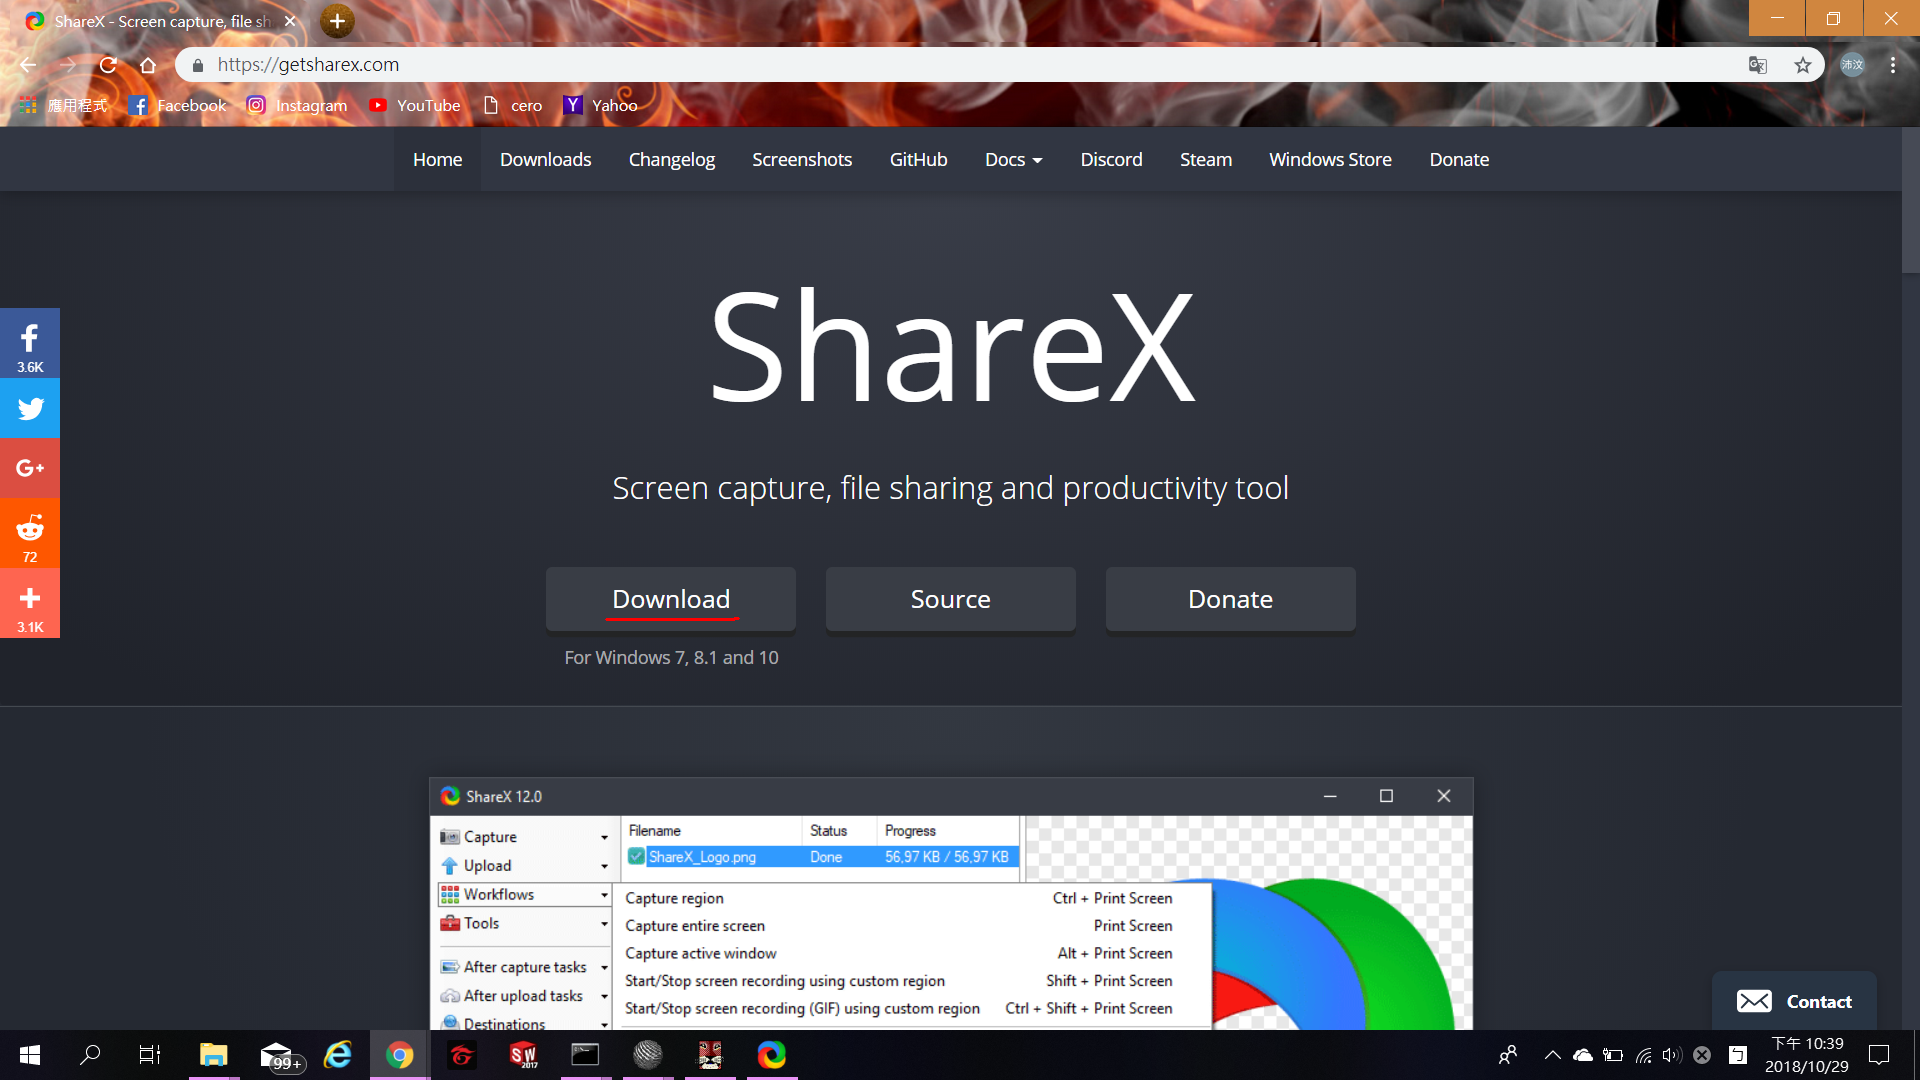 ShareX - Screen capture, file sh
https://getsharex.com
沛汶
應用程式 Facebook Instagram YouTube cero Yahoo
Home Downloads Changelog Screenshots GitHub Docs Discord Steam Windows Store Donate
ShareX
Screen capture, file sharing and productivity tool
3.6K
G+
72
3.1K
Download Source Donate
For Windows 7, 8.1 and 10
ShareX 12.0
Filename Status Progress
ShareX_Logo.png Done 56,97 KB / 56,97 KB
Capture
Upload
Workflows
Tools
After capture tasks
After upload tasks
Destinations
Capture region Ctrl + Print Screen
Capture entire screen Print Screen
Capture active window Alt + Print Screen
Start/Stop screen recording using custom region Shift + Print Screen
Start/Stop screen recording (GIF) using custom region Ctrl + Shift + Print Screen
Contact
99+
SW
2017
下午 10:39
2018/10/29